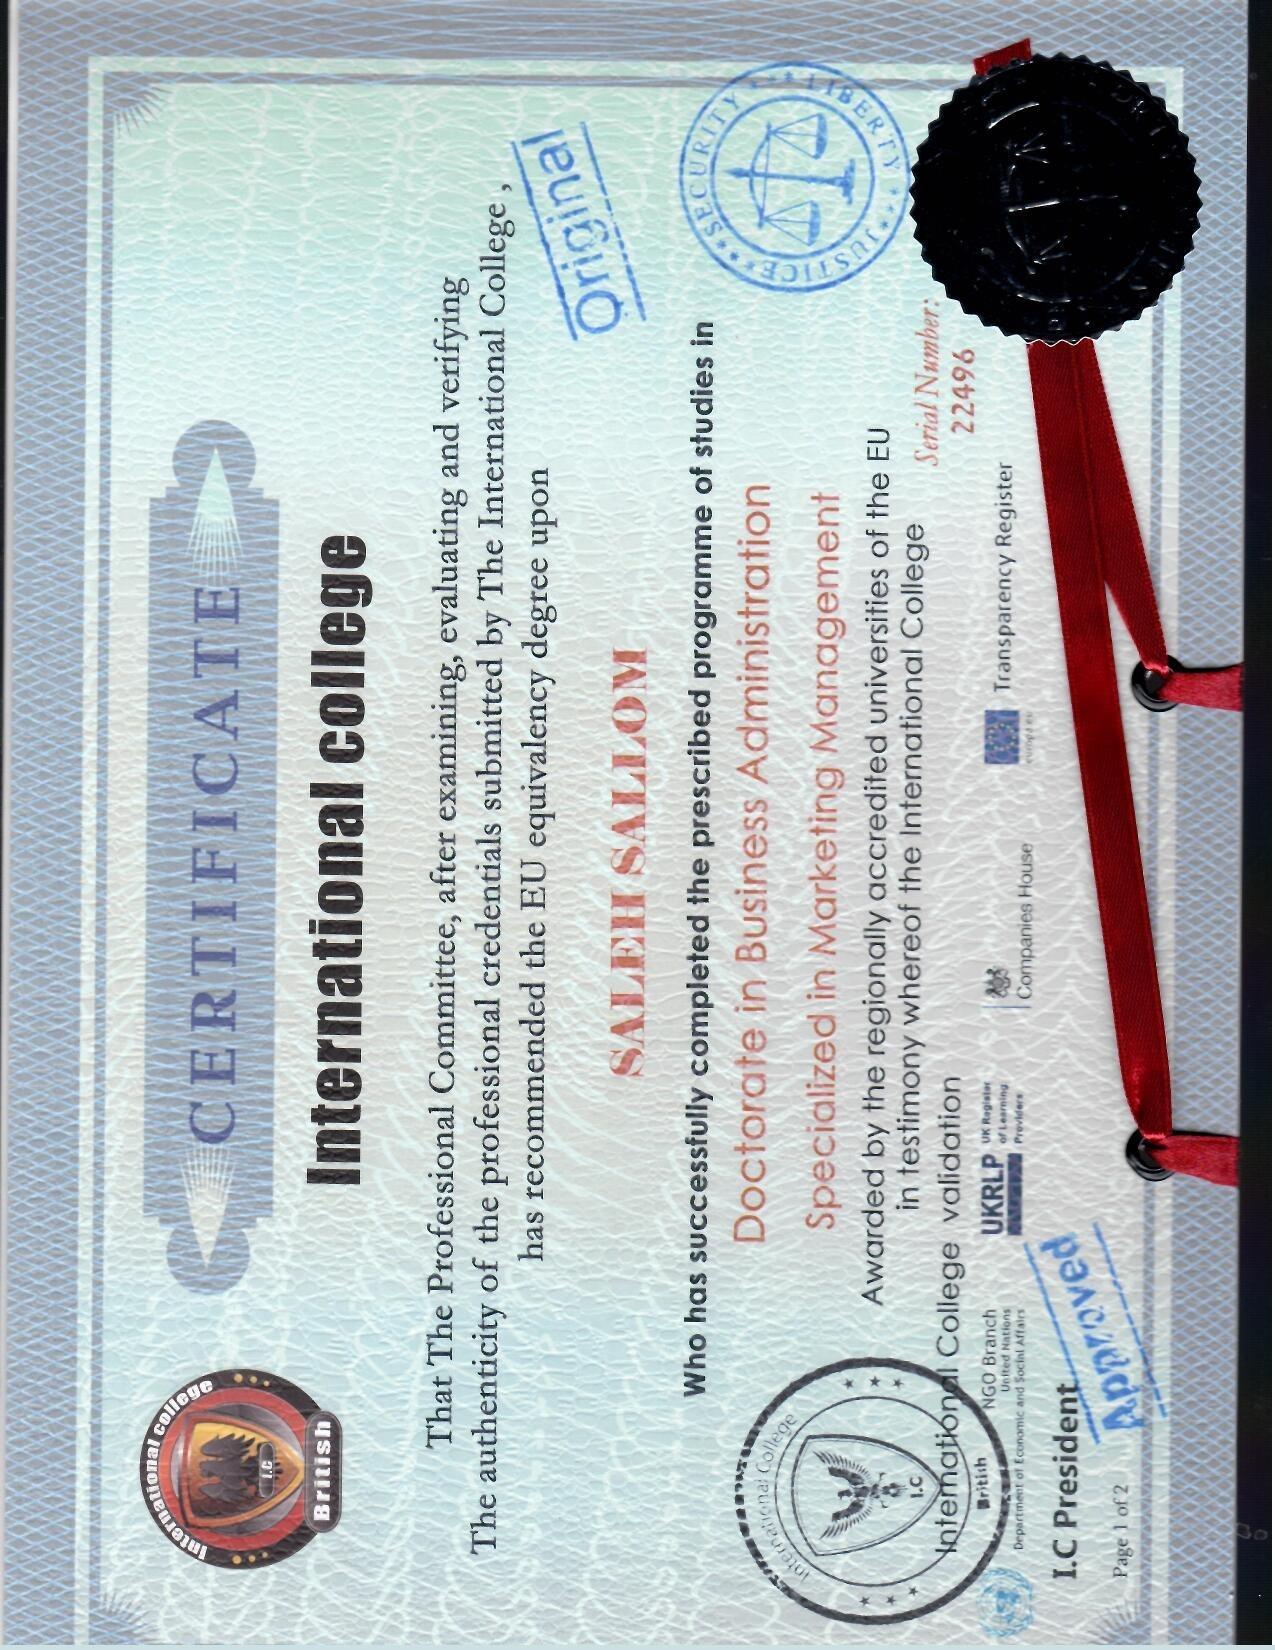 International college
I.C
British
CERTIFICATE
International college
That The Professional Committee, after examining, evaluating and verifying
The authenticity of the professional credentials submitted by The International College ,
has recommended the EU equivalency degree upon
Original
SALEH SALLOM
Who has successfully completed the prescribed programme of studies in
Doctorate in Business Administration
Specialized in Marketing Management
SECURITY LIBERTY JUSTICE
International College
I.C
British
Awarded by the regionally accredited universities of the EU
in testimony whereof the International College
Serial Number:
22496
International College validation
NGO Branch
United Nations
Department of Economic and Social Affairs
UKRLP
UK Register
of Learning
Providers
Companies House
europa.eu
Transparency Register
I.C President
Approved
Page 1 of 2